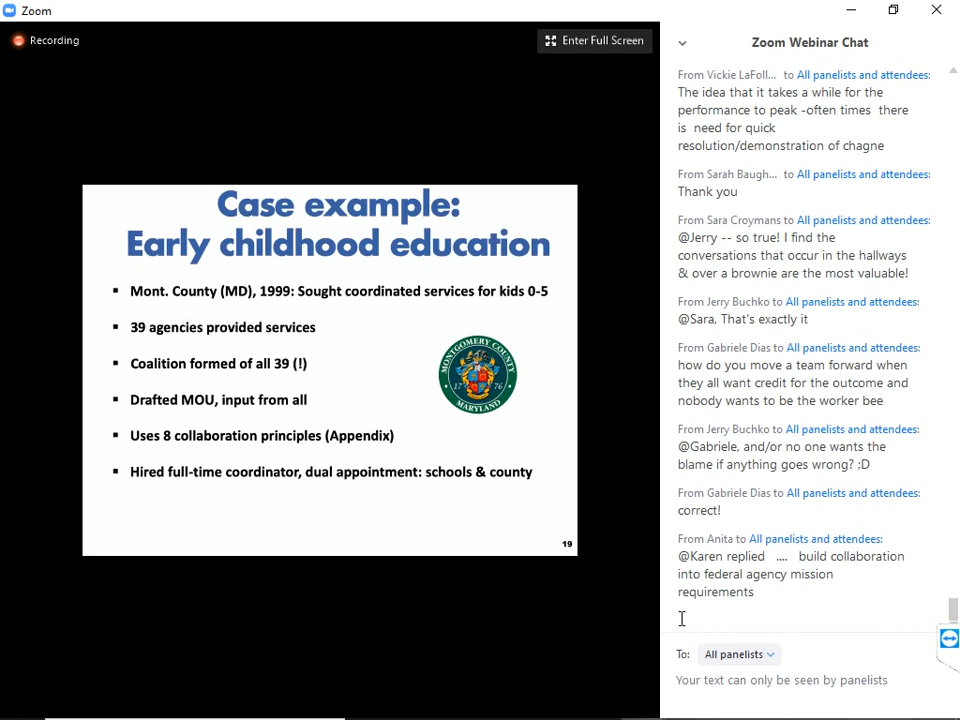 Zoom
Recording
Enter Full Screen
Case example:
Early childhood education
▪ Mont. County (MD), 1999: Sought coordinated services for kids 0-5
▪ 39 agencies provided services
▪ Coalition formed of all 39 (!)
▪ Drafted MOU, input from all
▪ Uses 8 collaboration principles (Appendix)
▪ Hired full-time coordinator, dual appointment: schools & county
MONTGOMERY COUNTY
17 76
MARYLAND
19
Zoom Webinar Chat
From Vickie LaFoll... to All panelists and attendees:
The idea that it takes a while for the
performance to peak -often times there
is need for quick
resolution/demonstration of chagne
From Sarah Baugh... to All panelists and attendees:
Thank you
From Sara Croymans to All panelists and attendees:
@Jerry -- so true! I find the
conversations that occur in the hallways
& over a brownie are the most valuable!
From Jerry Buchko to All panelists and attendees:
@Sara, That's exactly it
From Gabriele Dias to All panelists and attendees:
how do you move a team forward when
they all want credit for the outcome and
nobody wants to be the worker bee
From Jerry Buchko to All panelists and attendees:
@Gabriele, and/or no one wants the
blame if anything goes wrong? ;D
From Gabriele Dias to All panelists and attendees:
correct!
From Anita to All panelists and attendees:
@Karen replied .... build collaboration
into federal agency mission
requirements
To: All panelists
Your text can only be seen by panelists